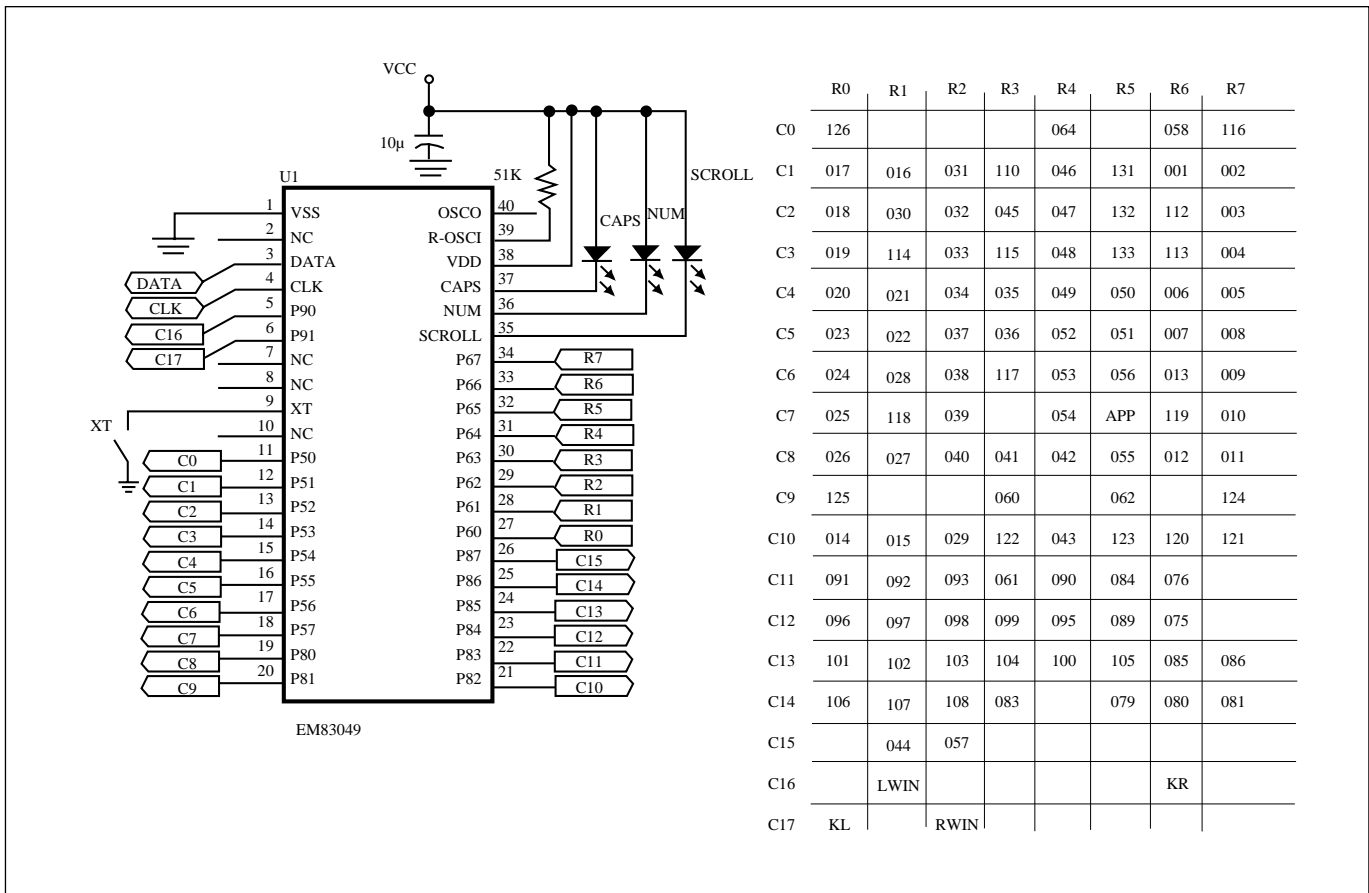 VCC
10µ
51K
SCROLL
CAPS
NUM
U1
1 VSS OSCO 40
2 NC R-OSCI 39
DATA 3 DATA VDD 38
CLK 4 CLK CAPS 37
C16 5 P90 NUM 36
C17 6 P91 SCROLL 35
7 NC P67 34 R7
8 NC P66 33 R6
XT 9 XT P65 32 R5
10 NC P64 31 R4
C0 11 P50 P63 30 R3
C1 12 P51 P62 29 R2
C2 13 P52 P61 28 R1
C3 14 P53 P60 27 R0
C4 15 P54 P87 26 C15
C5 16 P55 P86 25 C14
C6 17 P56 P85 24 C13
C7 18 P57 P84 23 C12
C8 19 P80 P83 22 C11
C9 20 P81 P82 21 C10
EM83049
R0 R1 R2 R3 R4 R5 R6 R7
C0 126 064 058 116
C1 017 016 031 110 046 131 001 002
C2 018 030 032 045 047 132 112 003
C3 019 114 033 115 048 133 113 004
C4 020 021 034 035 049 050 006 005
C5 023 022 037 036 052 051 007 008
C6 024 028 038 117 053 056 013 009
C7 025 118 039 054 APP 119 010
C8 026 027 040 041 042 055 012 011
C9 125 060 062 124
C10 014 015 029 122 043 123 120 121
C11 091 092 093 061 090 084 076
C12 096 097 098 099 095 089 075
C13 101 102 103 104 100 105 085 086
C14 106 107 108 083 079 080 081
C15 044 057
C16 LWIN KR
C17 KL RWIN